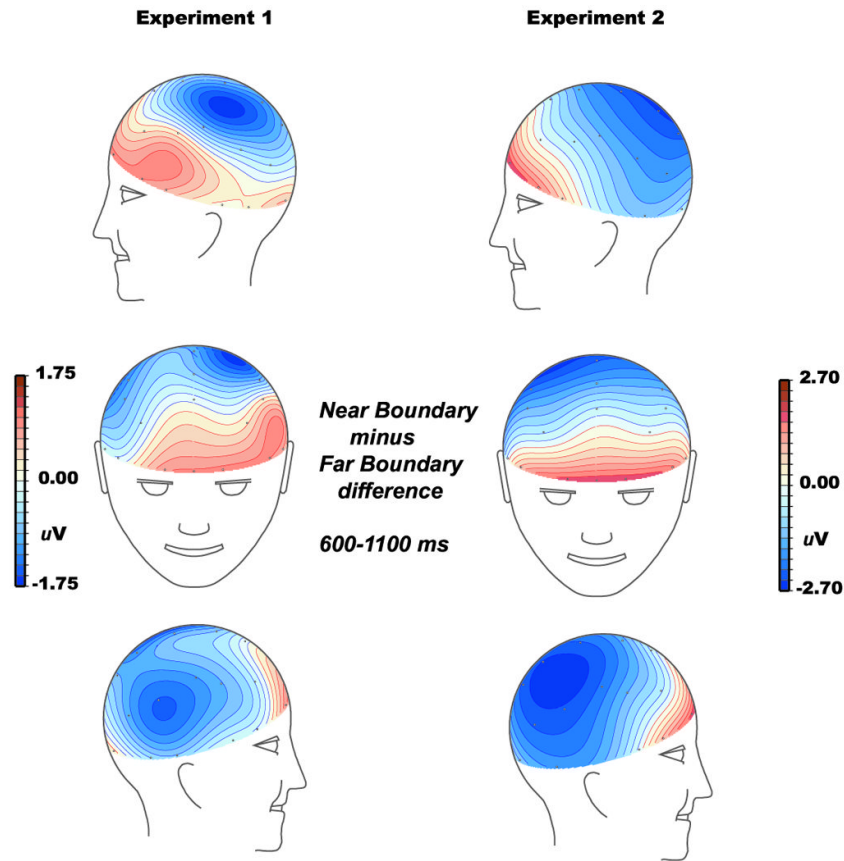 Experiment 1
Experiment 2
1.75
0.00
uV
-1.75
Near Boundary
minus
Far Boundary
difference
600-1100 ms
2.70
0.00
uV
-2.70